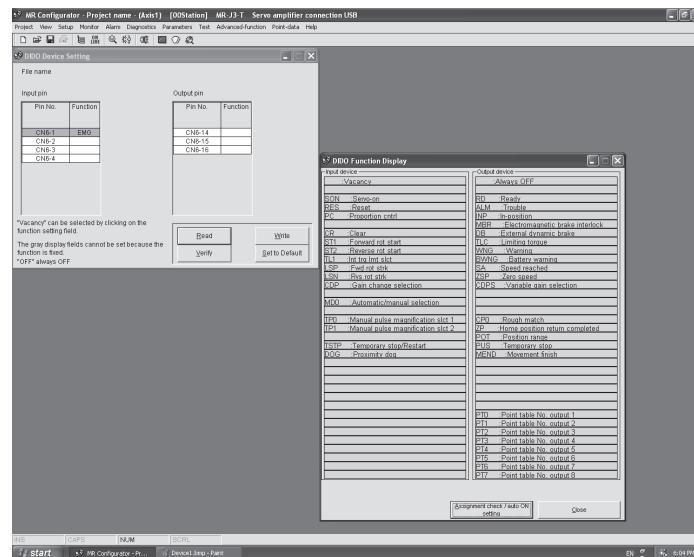 MR Configurator - Project name - (Axis1) [00Station] MR-J3-T Servo amplifier connection USB
Project View Setup Monitor Alarm Diagnostics Parameters Test Advanced-function Point-data Help
DIDO Device Setting
File name
Input pin
Pin No. Function
CN6-1 EMG
CN6-2
CN6-3
CN6-4
Output pin
Pin No. Function
CN6-14
CN6-15
CN6-16
"Vacancy" can be selected by clicking on the
function setting field.
The gray display fields cannot be set because the
function is fixed.
"OFF" always OFF
Read Write
Verify Set to Default
DIDO Function Display
Input device
:Vacancy
SON :Servo-on
RES :Reset
PC :Proportion cntrl
CR :Clear
ST1 :Forward rot start
ST2 :Reverse rot start
TL1 :Int trq lmt slct
LSP :Fwd rot strk
LSN :Rvs rot strk
CDP :Gain change selection
MD0 :Automatic/manual selection
TP0 :Manual pulse magnification slct 1
TP1 :Manual pulse magnification slct 2
TSTP :Temporary stop/Restart
DOG :Proximity dog
Output device
:Always OFF
RD :Ready
ALM :Trouble
INP :In-position
MBR :Electromagnetic brake interlock
DB :External dynamic brake
TLC :Limiting torque
WNG :Warning
BWNG :Battery warning
SA :Speed reached
ZSP :Zero speed
CDPS :Variable gain selection
CPO :Rough match
ZP :Home position return completed
POT :Position range
PUS :Temporary stop
MEND :Movement finish
PT0 :Point table No. output 1
PT1 :Point table No. output 2
PT2 :Point table No. output 3
PT3 :Point table No. output 4
PT4 :Point table No. output 5
PT5 :Point table No. output 6
PT6 :Point table No. output 7
PT7 :Point table No. output 8
Assignment check / auto ON
setting
Close
INS CAPS NUM SCRL
start MR Configurator - Pr... Device1.bmp - Paint EN 6:04 PM